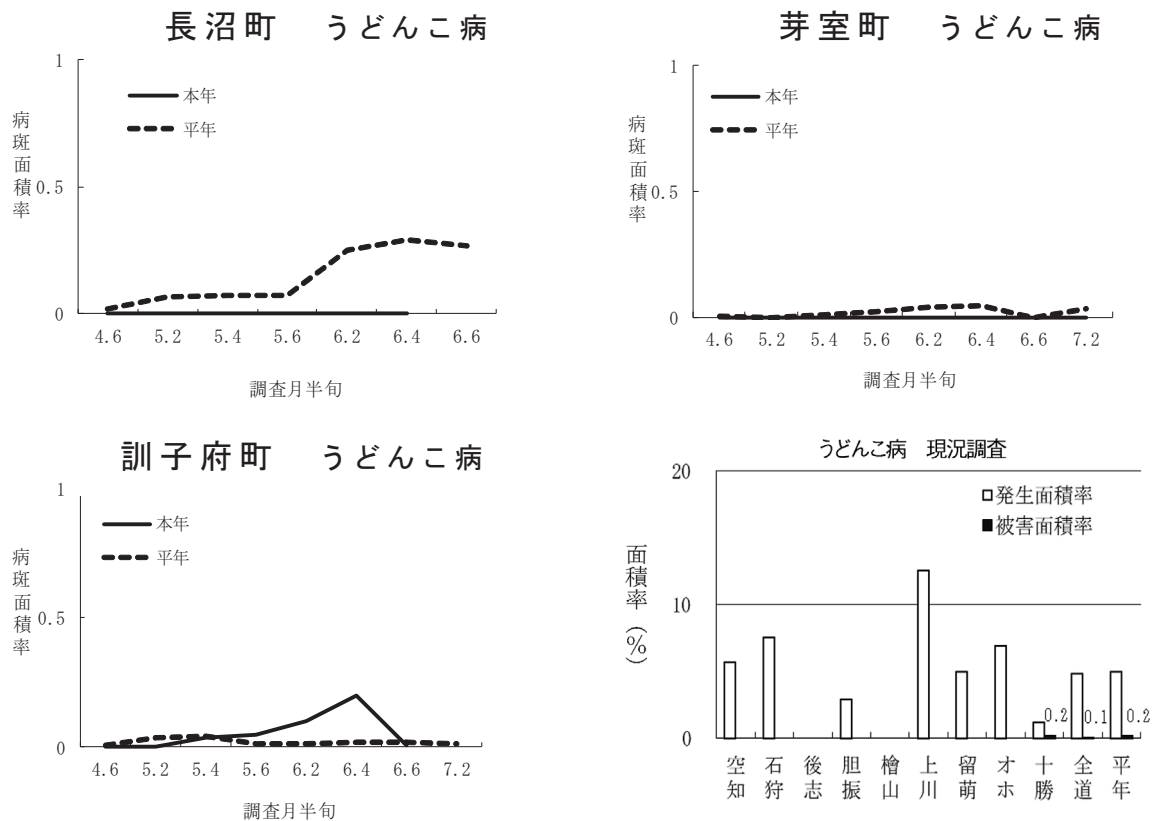 長沼町　うどんこ病
1
本年
平年
病斑面積率
0.5
0
4.6 5.2 5.4 5.6 6.2 6.4 6.6
調査月半旬
芽室町　うどんこ病
1
本年
平年
病斑面積率
0.5
0
4.6 5.2 5.4 5.6 6.2 6.4 6.6 7.2
調査月半旬
訓子府町　うどんこ病
1
本年
平年
病斑面積率
0.5
0
4.6 5.2 5.4 5.6 6.2 6.4 6.6 7.2
調査月半旬
うどんこ病　現況調査
20
発生面積率
被害面積率
面積率（%）
10
0.2 0.1 0.2
0
空知 石狩 後志 胆振 檜山 上川 留萌 オホ 十勝 全道 平年